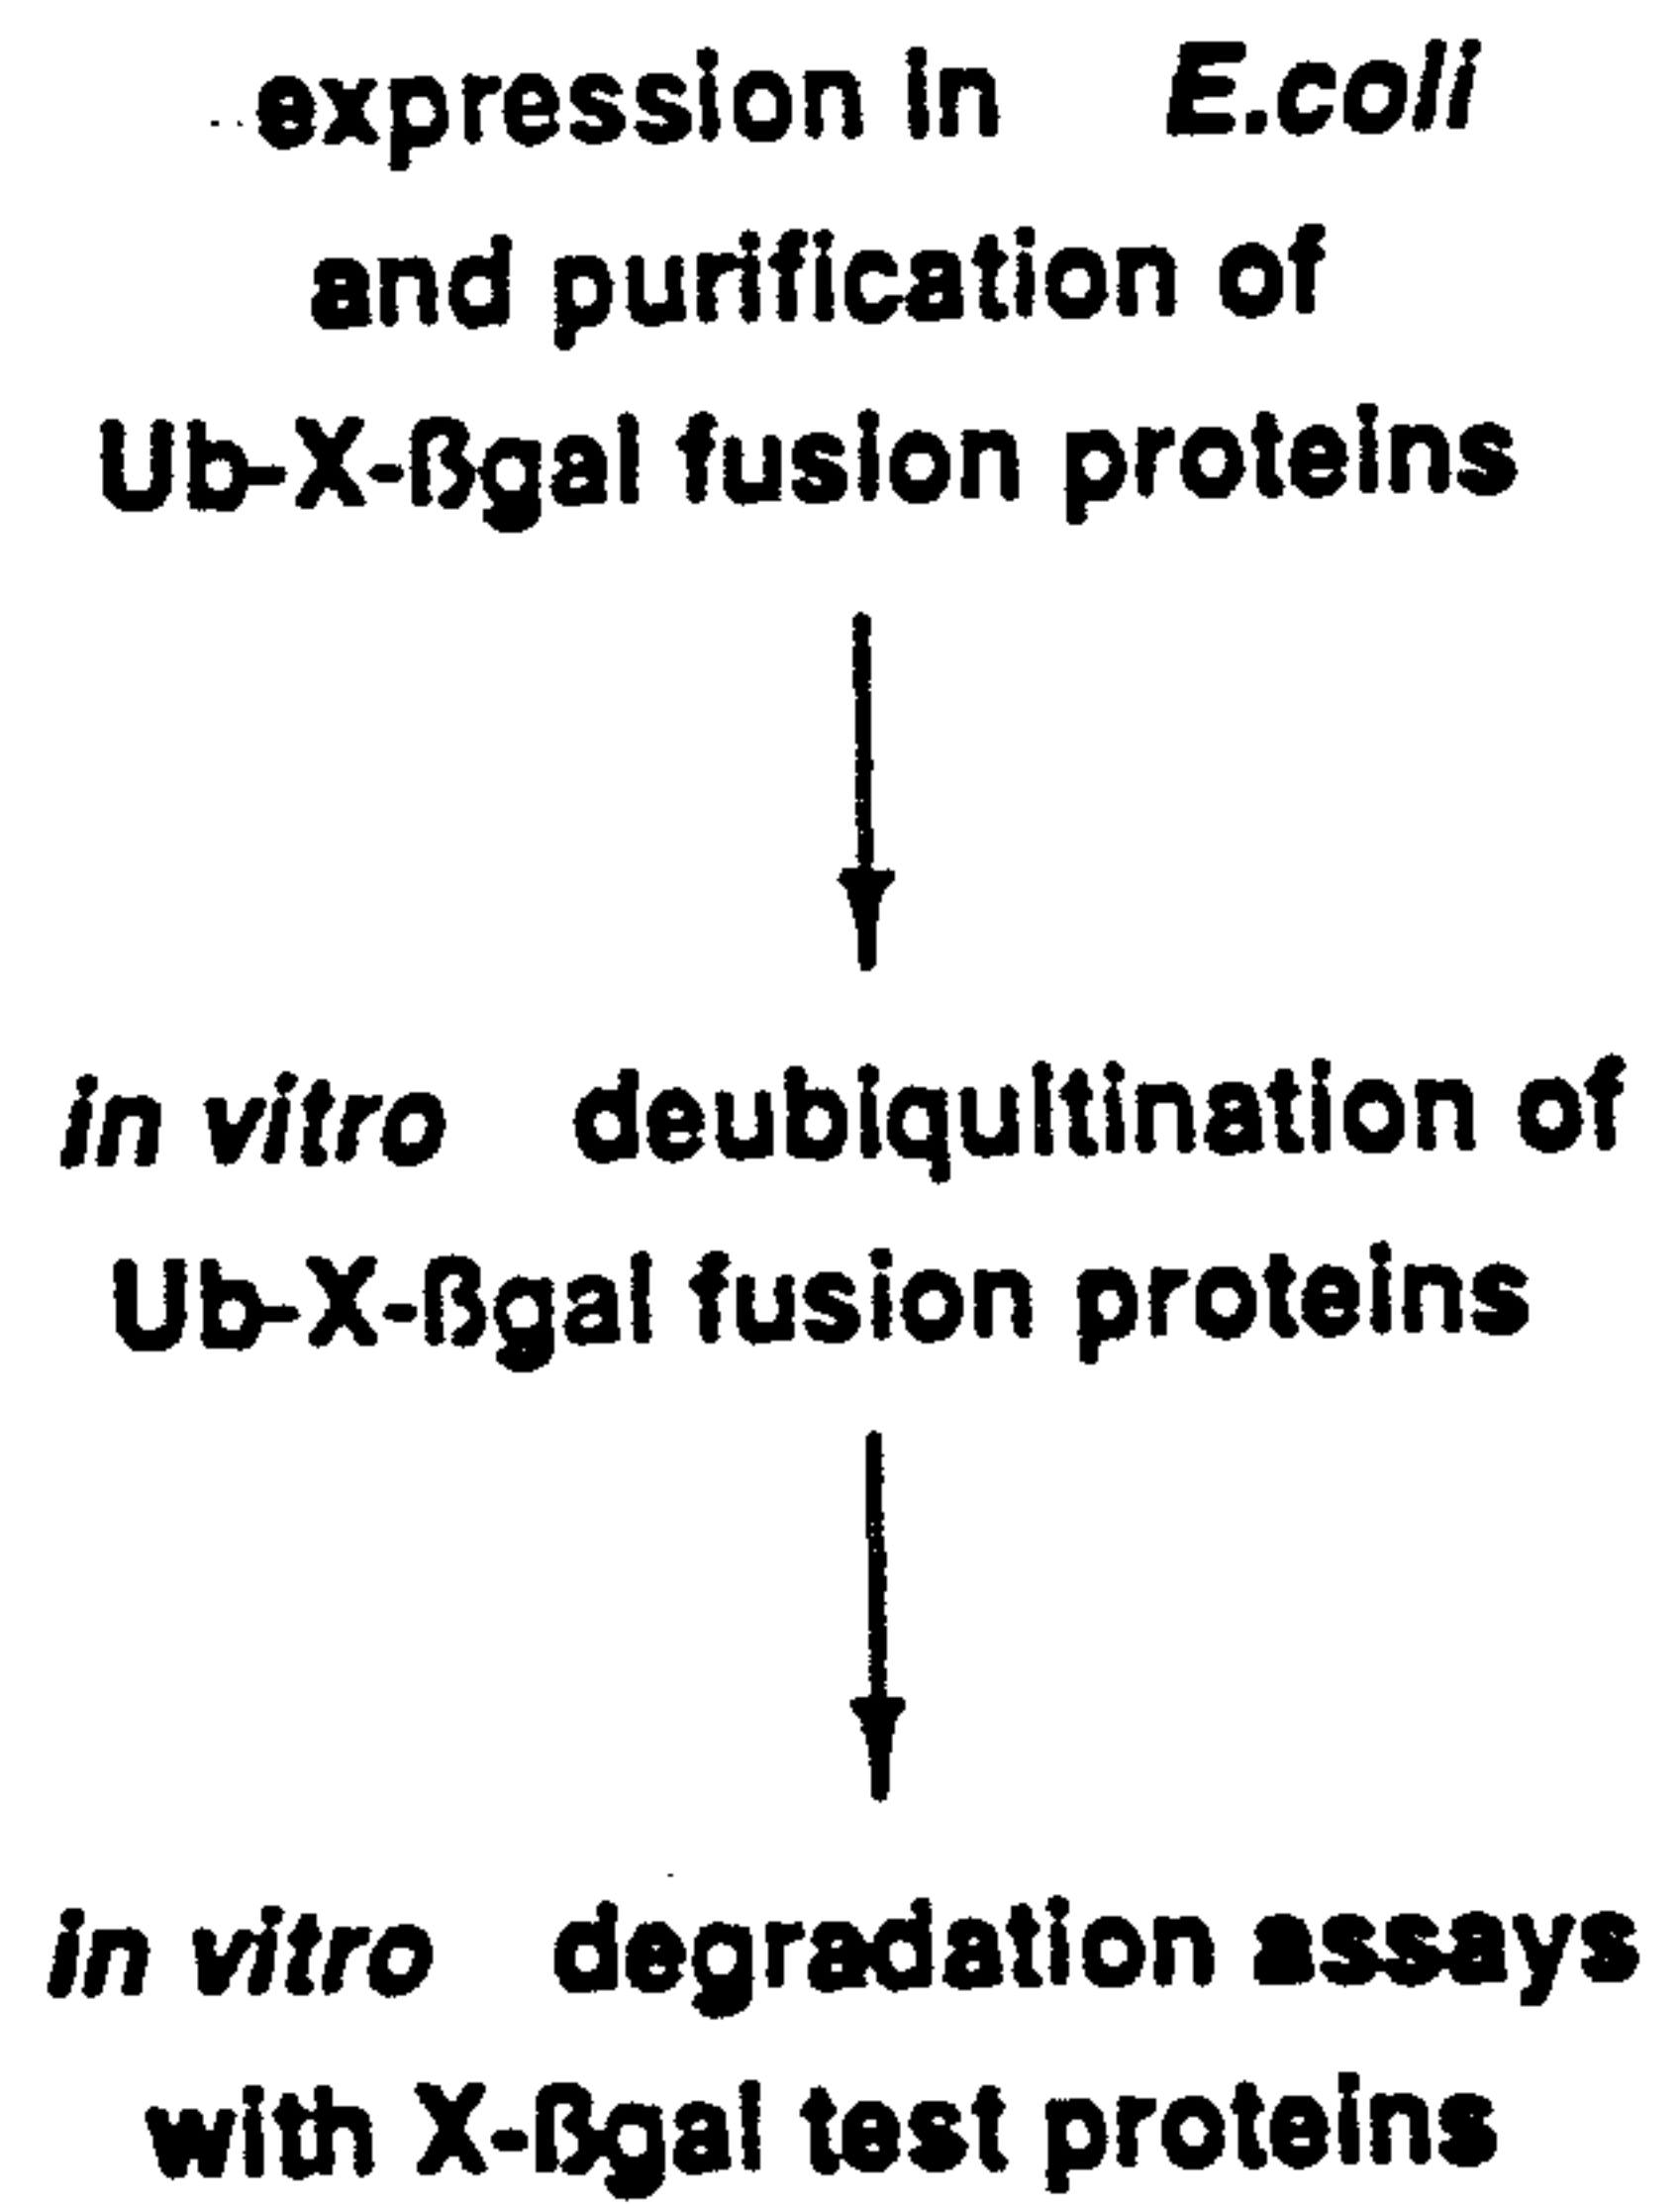 expression in E.coli
and purification of
Ub-X-ßgal fusion proteins
in vitro deubiquitination of
Ub-X-ßgal fusion proteins
in vitro degradation assays
with X-ßgal test proteins